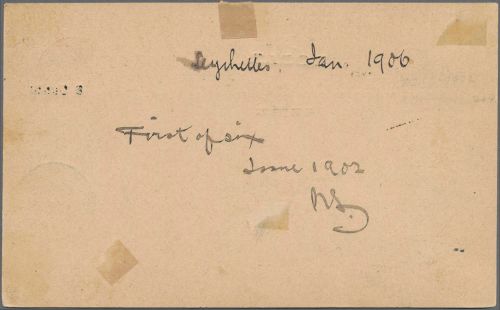 Seychelles. Jan. 1906
First of six
Issue 1902